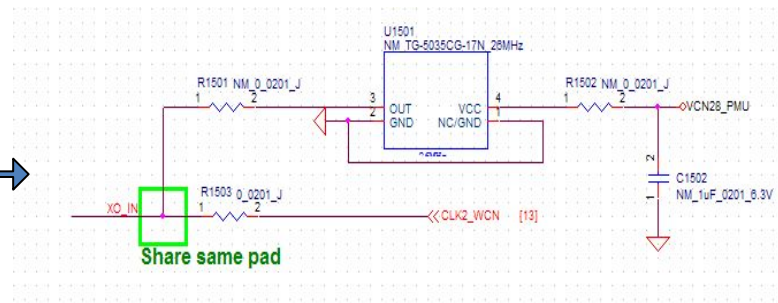 U1501
NM_TG-5035CG-17N_26MHz
R1501 NM_0_0201_J
1 2
3 OUT VCC 4
2 GND NC/GND 1
R1502 NM_0_0201_J
1 2
VCN28_PMU
2
C1502
1
NM_1uF_0201_6.3V
R1503 0_0201_J
XO_IN 1 2
CLK2_WCN [13]
Share same pad